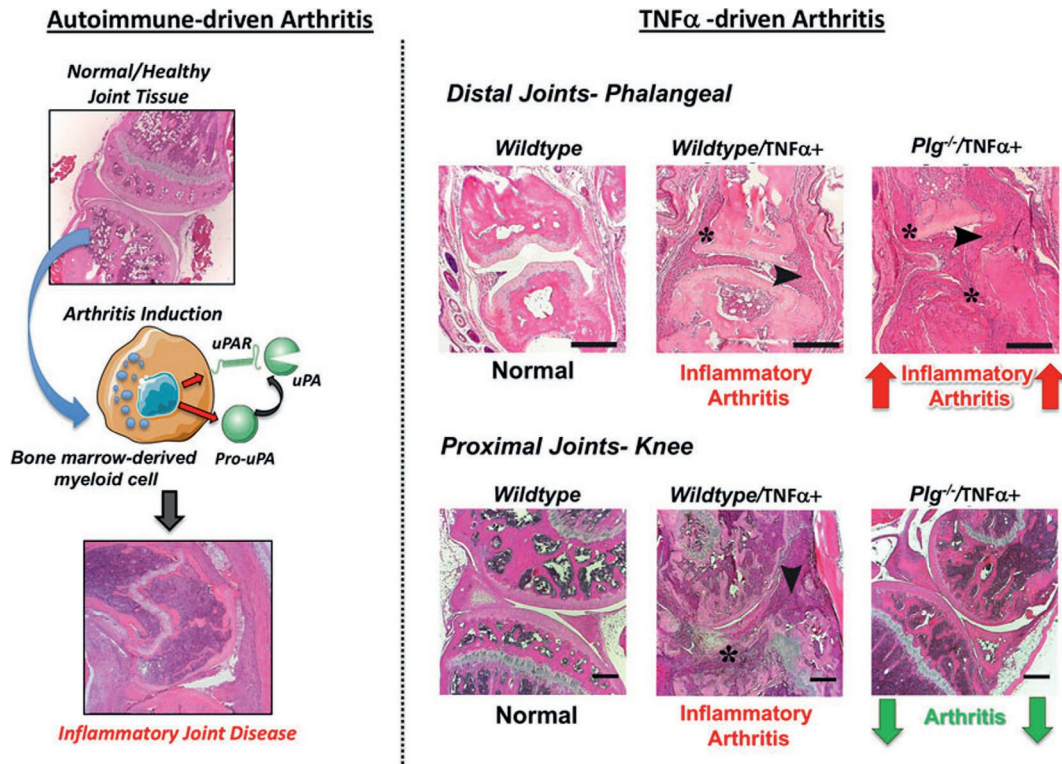 Autoimmune-driven Arthritis
Normal/Healthy
Joint Tissue
Arthritis Induction
uPAR
uPA
Pro-uPA
Bone marrow-derived
myeloid cell
Inflammatory Joint Disease
TNFα -driven Arthritis
Distal Joints- Phalangeal
Wildtype
Wildtype/TNFα+
Plg-/-/TNFα+
*
*
*
Normal
Inflammatory
Arthritis
Inflammatory
Arthritis
Proximal Joints- Knee
Wildtype
Wildtype/TNFα+
Plg-/-/TNFα+
*
Normal
Inflammatory
Arthritis
Arthritis